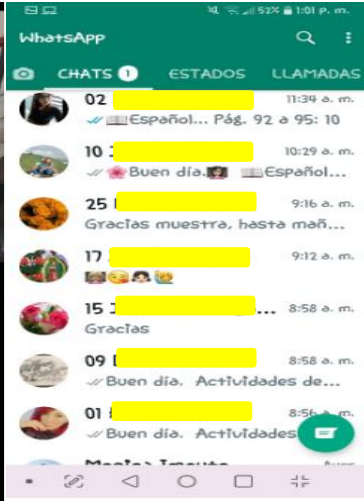 52% 1:01 p. m.
WhatsApp
CHATS 1 ESTADOS LLAMADAS
02 11:34 a. m.
Español... Pág. 92 a 95: 10
10 10:29 a. m.
Buen día. Español...
25 9:16 a. m.
Gracias muestra, hasta mañ...
17 9:12 a. m.
15 ... 8:58 a. m.
Gracias
09 8:58 a. m.
Buen día. Actividades de...
01 8:56 a. m.
Buen día. Actividades